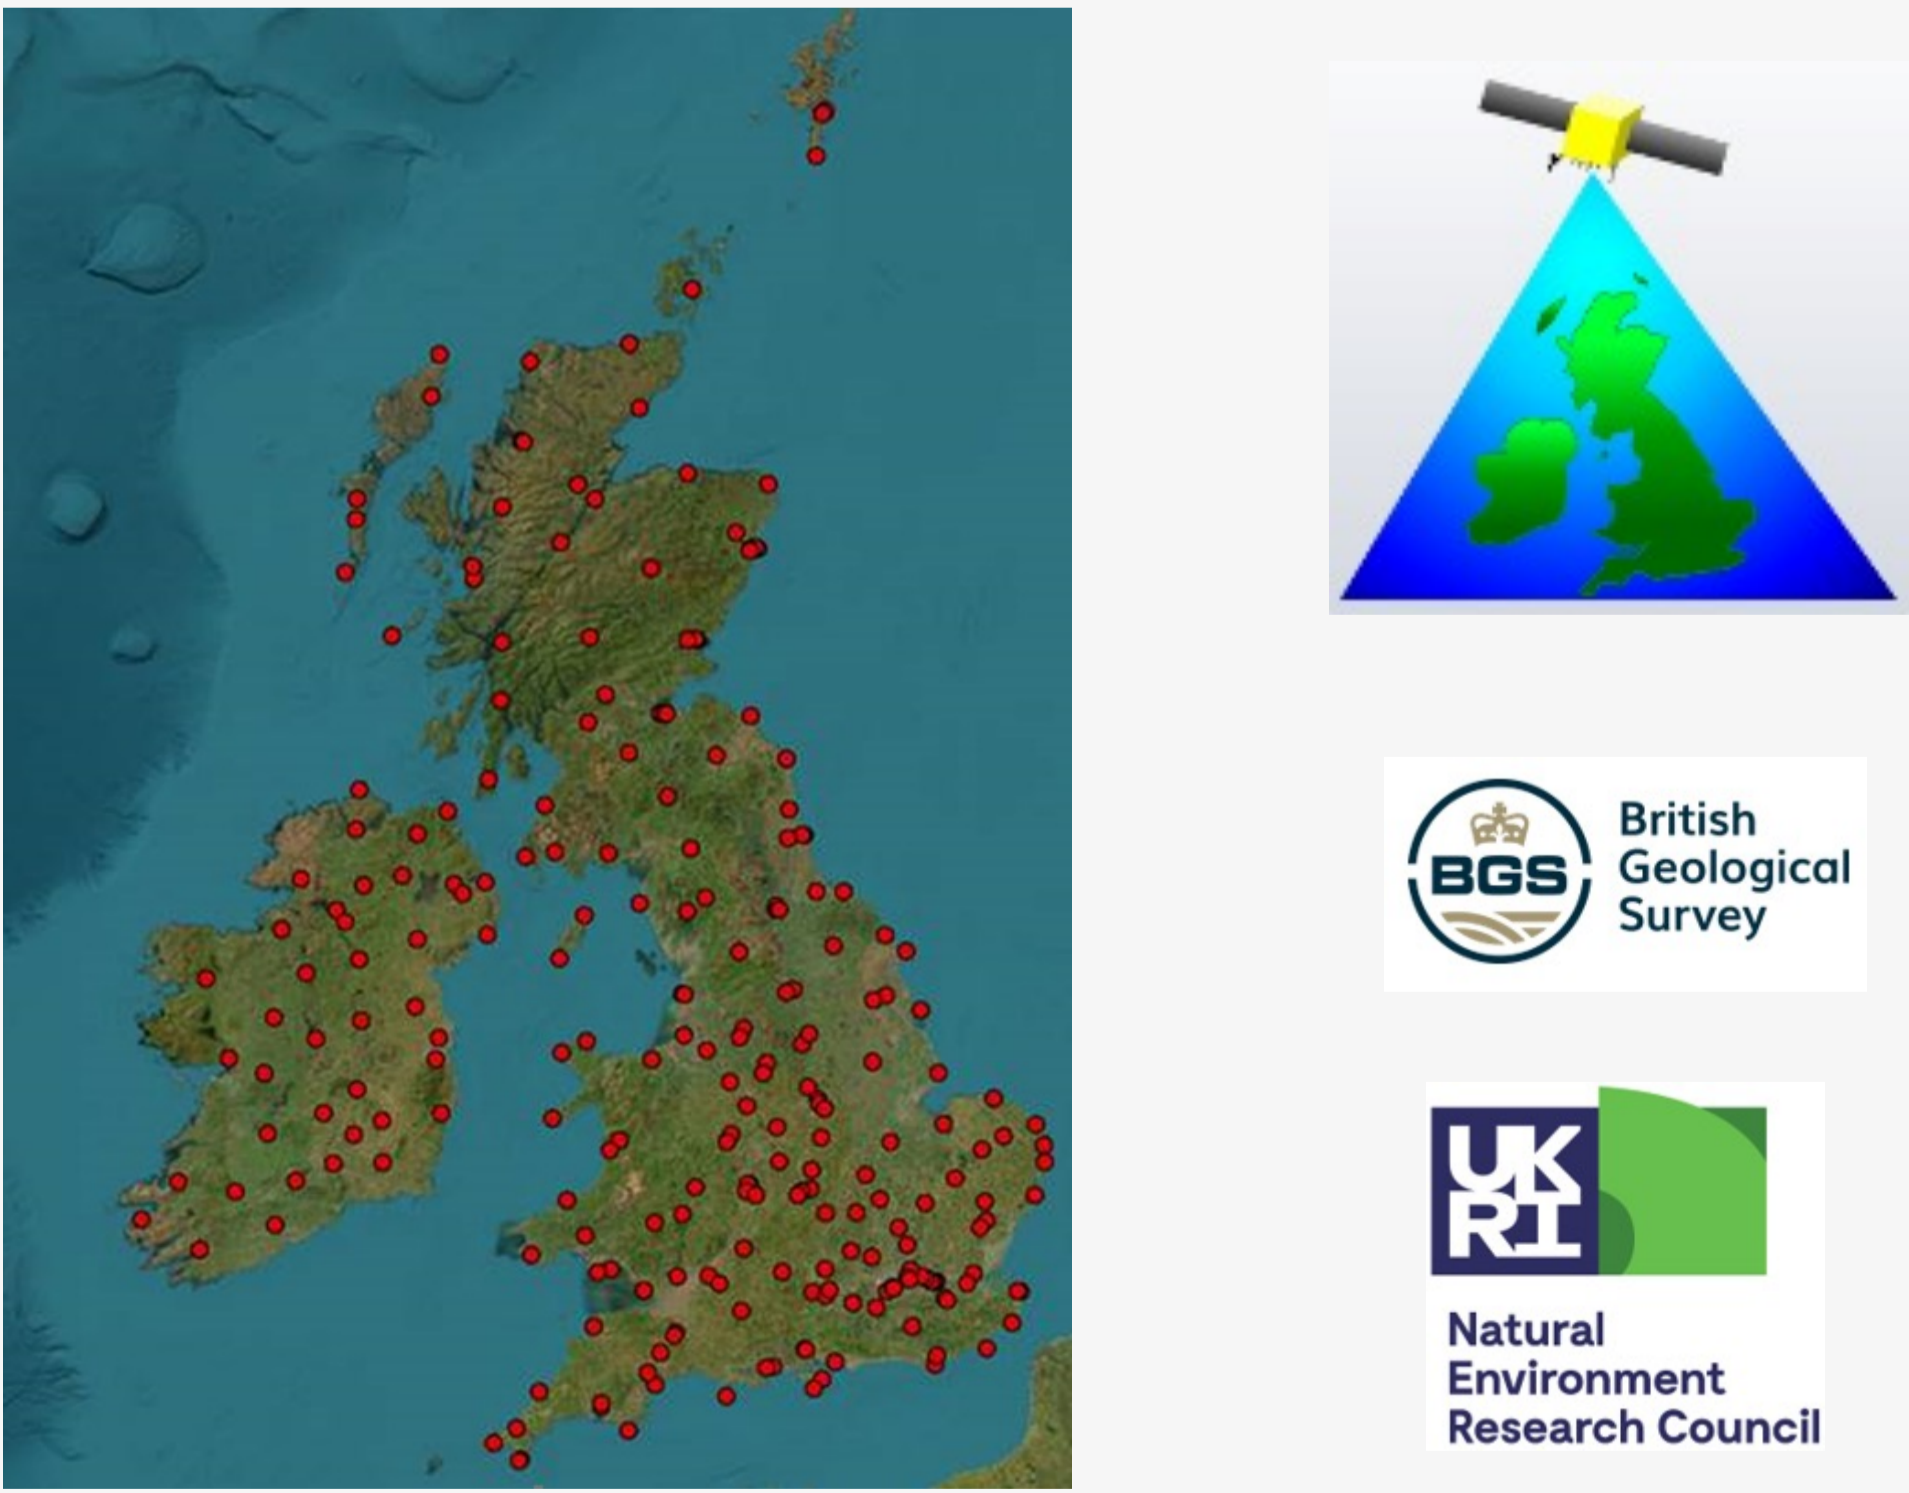 BGS
British
Geological
Survey
UK
RI
Natural
Environment
Research Council